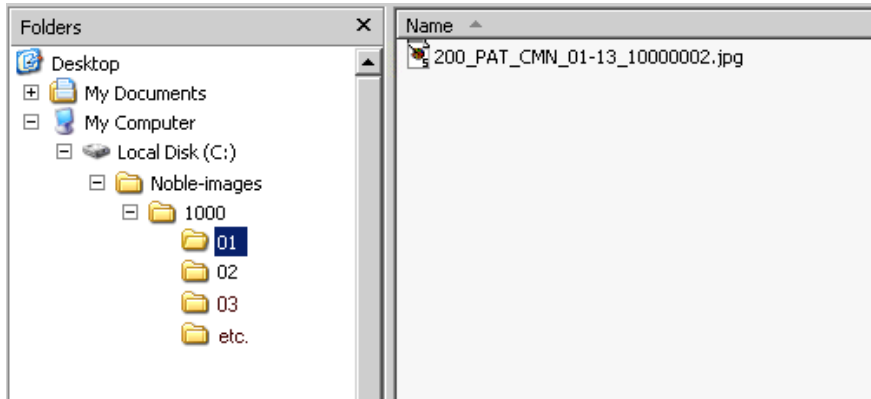 Folders
Desktop
My Documents
My Computer
Local Disk (C:)
Noble-images
1000
01
02
03
etc.
Name
200_PAT_CMN_01-13_10000002.jpg